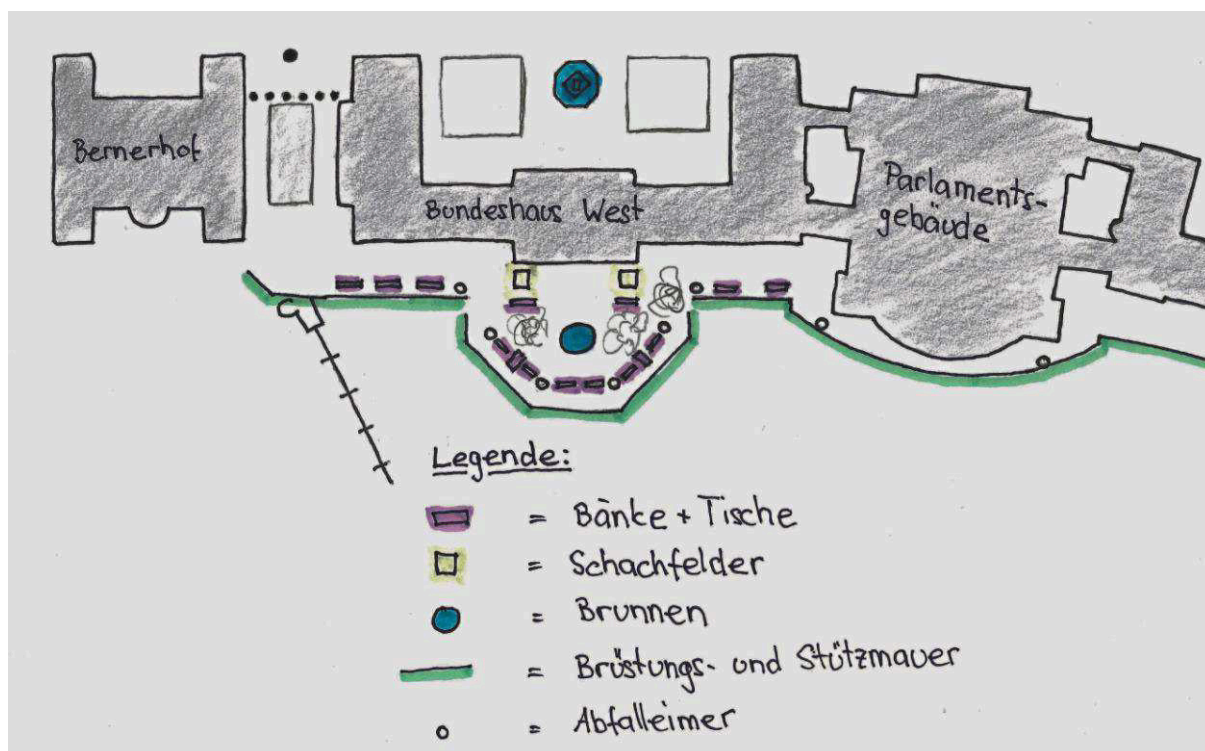 Bernerhof
Bundeshaus West
Parlaments-
gebäude
Legende:
= Bänke + Tische
= Schachfelder
= Brunnen
= Brüstungs- und Stützmauer
= Abfalleimer